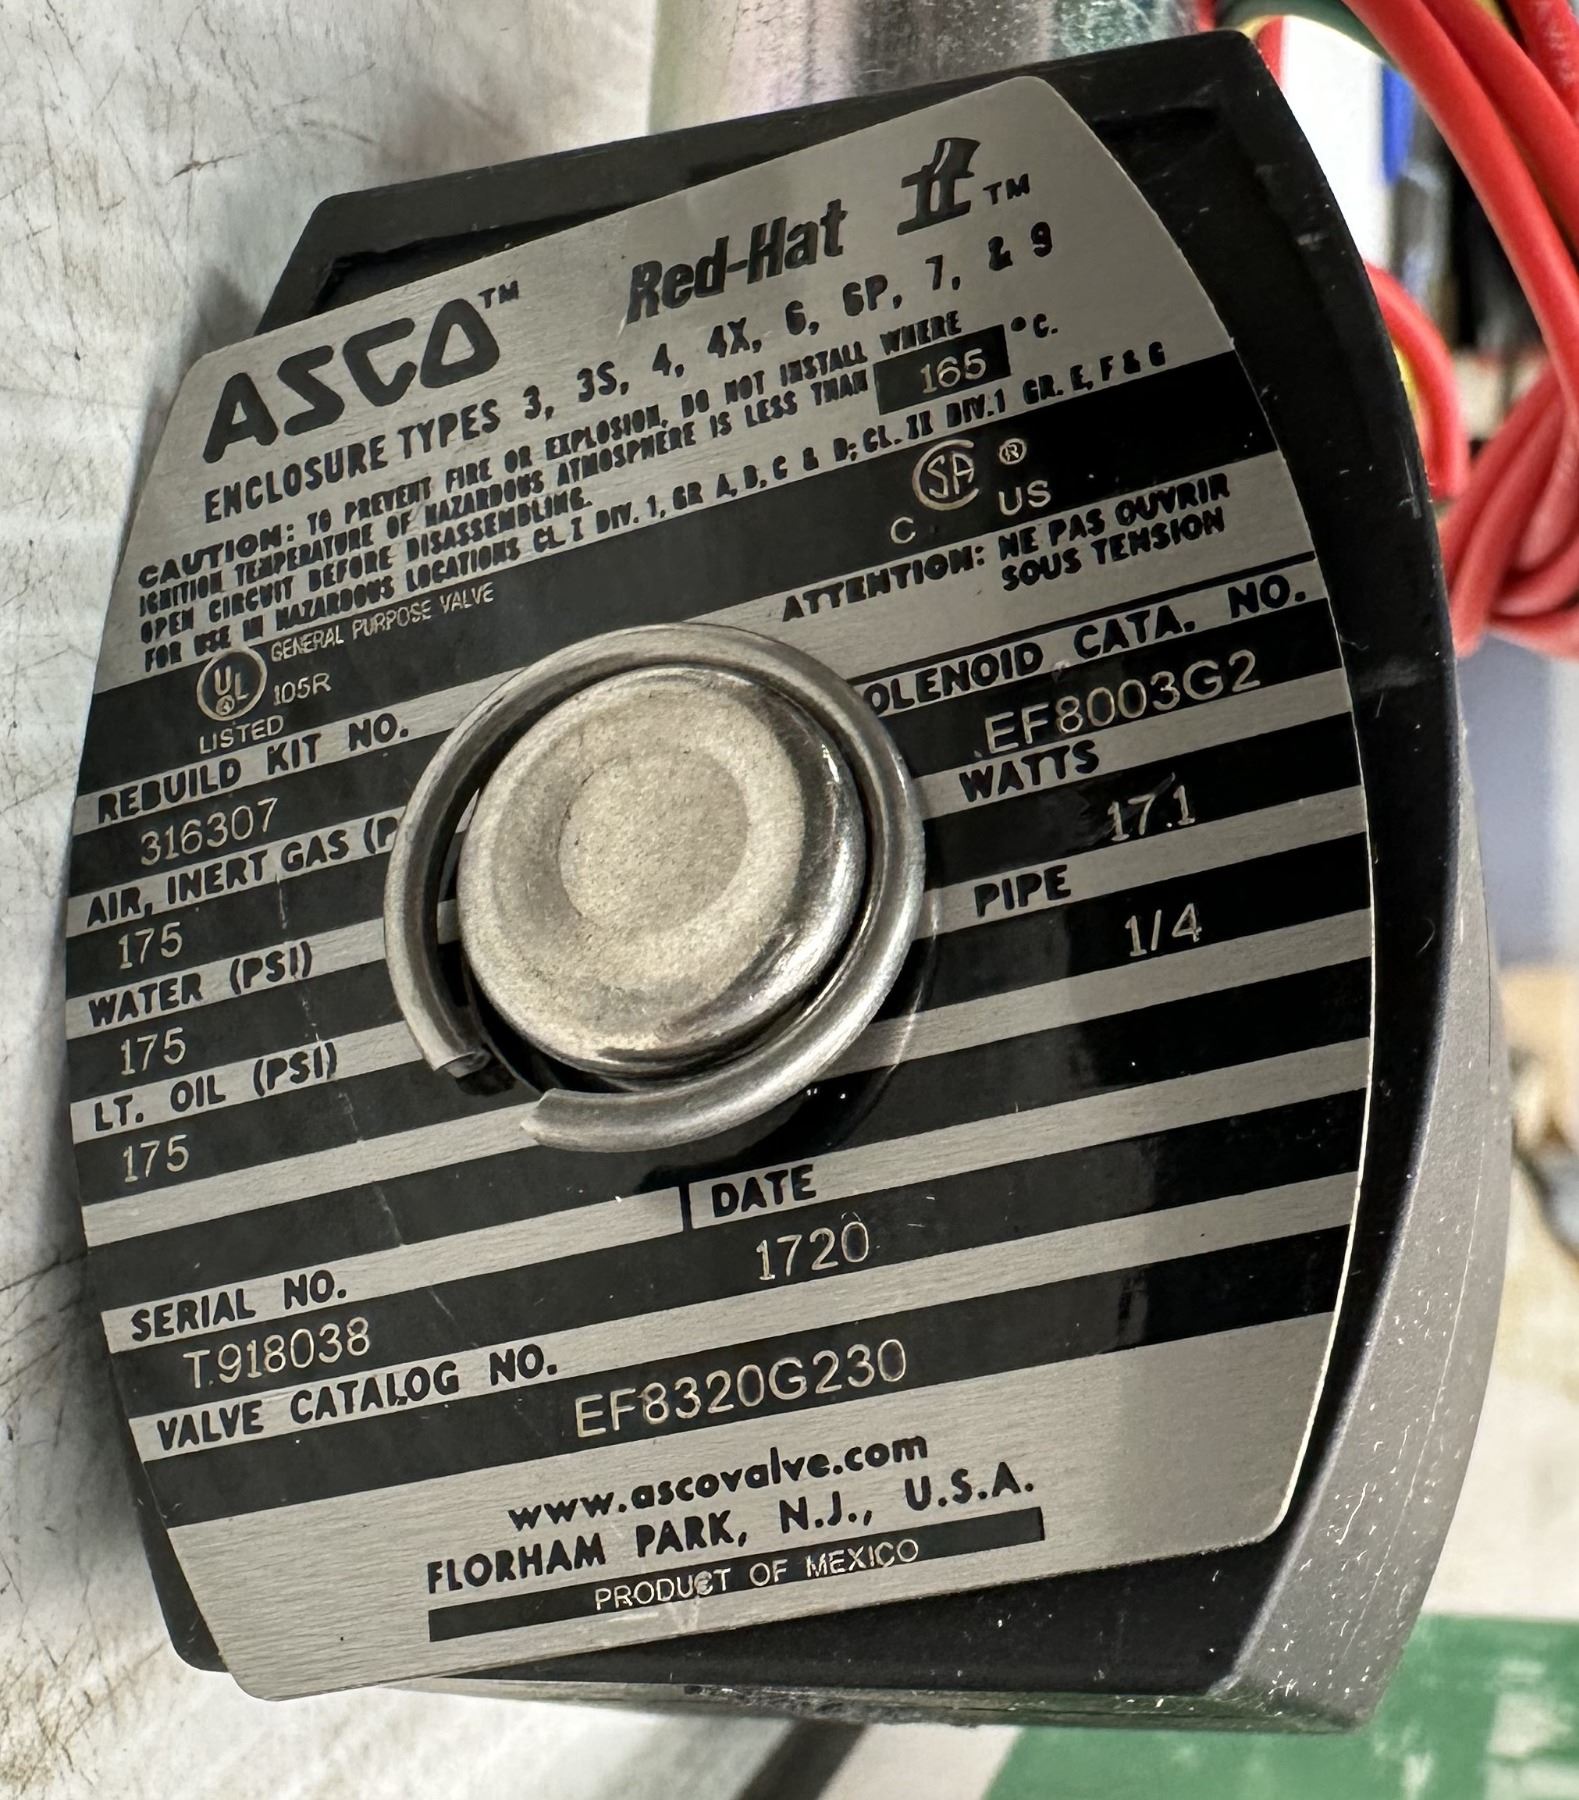 ASCO™ Red-Hat II™
ENCLOSURE TYPES 3, 3S, 4, 4X, 6, 6P, 7, & 9
CAUTION: TO PREVENT FIRE OR EXPLOSION, DO NOT INSTALL WHERE
IGNITION TEMPERATURE OF HAZARDOUS ATMOSPHERE IS LESS THAN 165 °C.
OPEN CIRCUIT BEFORE DISASSEMBLING.
FOR USE IN HAZARDOUS LOCATIONS CL I DIV. 1, GR A, B, C & D; CL. II DIV.1 GR. E, F & G
UL GENERAL PURPOSE VALVE
105R
LISTED
C SA ® US
ATTENTION: NE PAS OUVRIR
SOUS TENSION
REBUILD KIT NO.
316307
AIR, INERT GAS (P
175
WATER (PSI)
175
LT. OIL (PSI)
175
OLENOID CATA. NO.
EF8003G2
WATTS
17.1
PIPE
1/4
SERIAL NO.
T918038
DATE
1720
VALVE CATALOG NO.
EF8320G230
www.ascovalve.com
FLORHAM PARK, N.J., U.S.A.
PRODUCT OF MEXICO